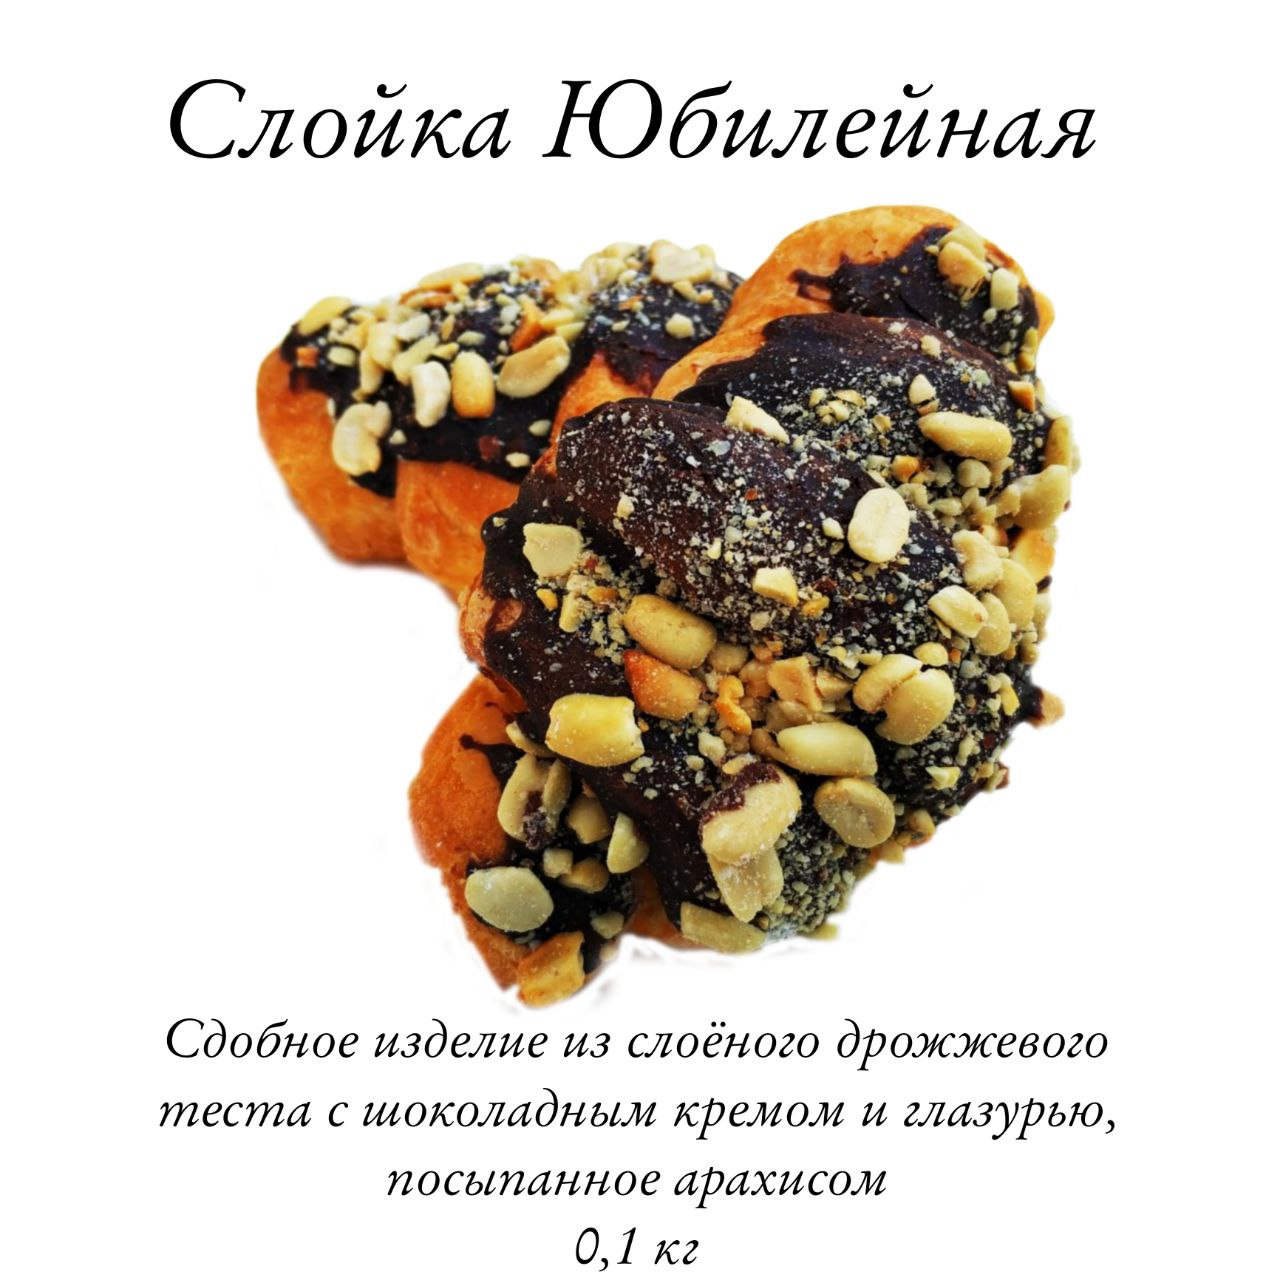 Слойка Юбилейная
Сдобное изделие из слоёного дрожжевого
теста с шоколадным кремом и глазурью,
посыпанное арахисом
0,1 кг